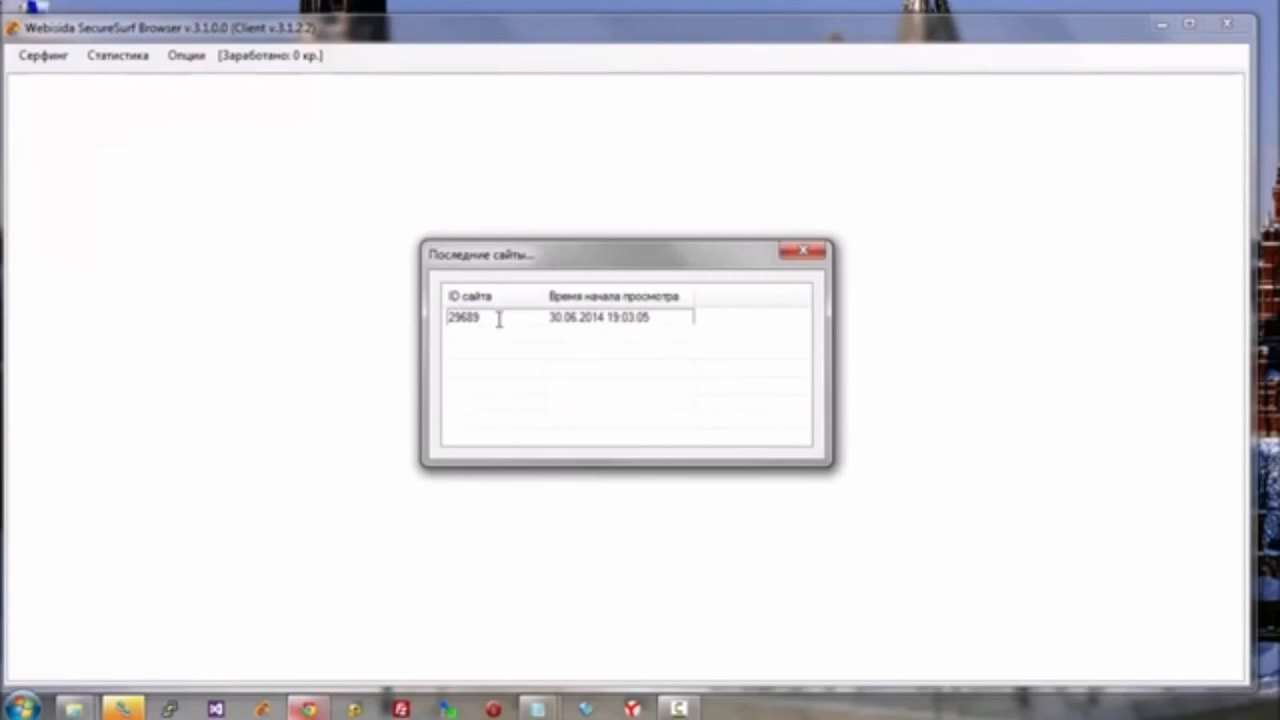 Webisida SecureSurf Browser v.3.1.0.0 (Client v.3.1.2.2)
Серфинг Статистика Опции [Заработано: 0 кр.]
Последние сайты...
ID сайта Время начала просмотра
29689 30.06.2014 19:03:05